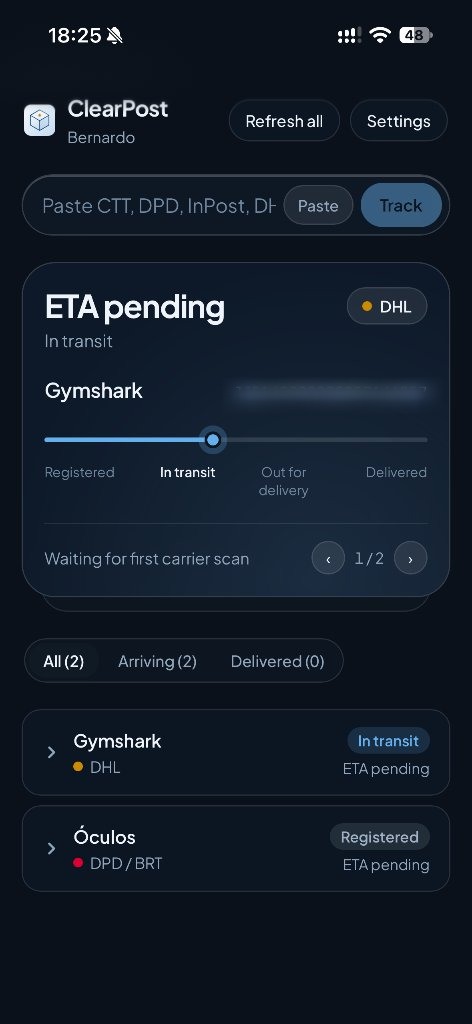 18:25
48
ClearPost
Bernardo
Refresh all
Settings
Paste CTT, DPD, InPost, DH
Paste
Track
ETA pending
DHL
In transit
Gymshark
Registered
In transit
Out for
delivery
Delivered
Waiting for first carrier scan
‹
1/2
›
All (2)
Arriving (2)
Delivered (0)
Gymshark
In transit
DHL
ETA pending
Óculos
Registered
DPD / BRT
ETA pending